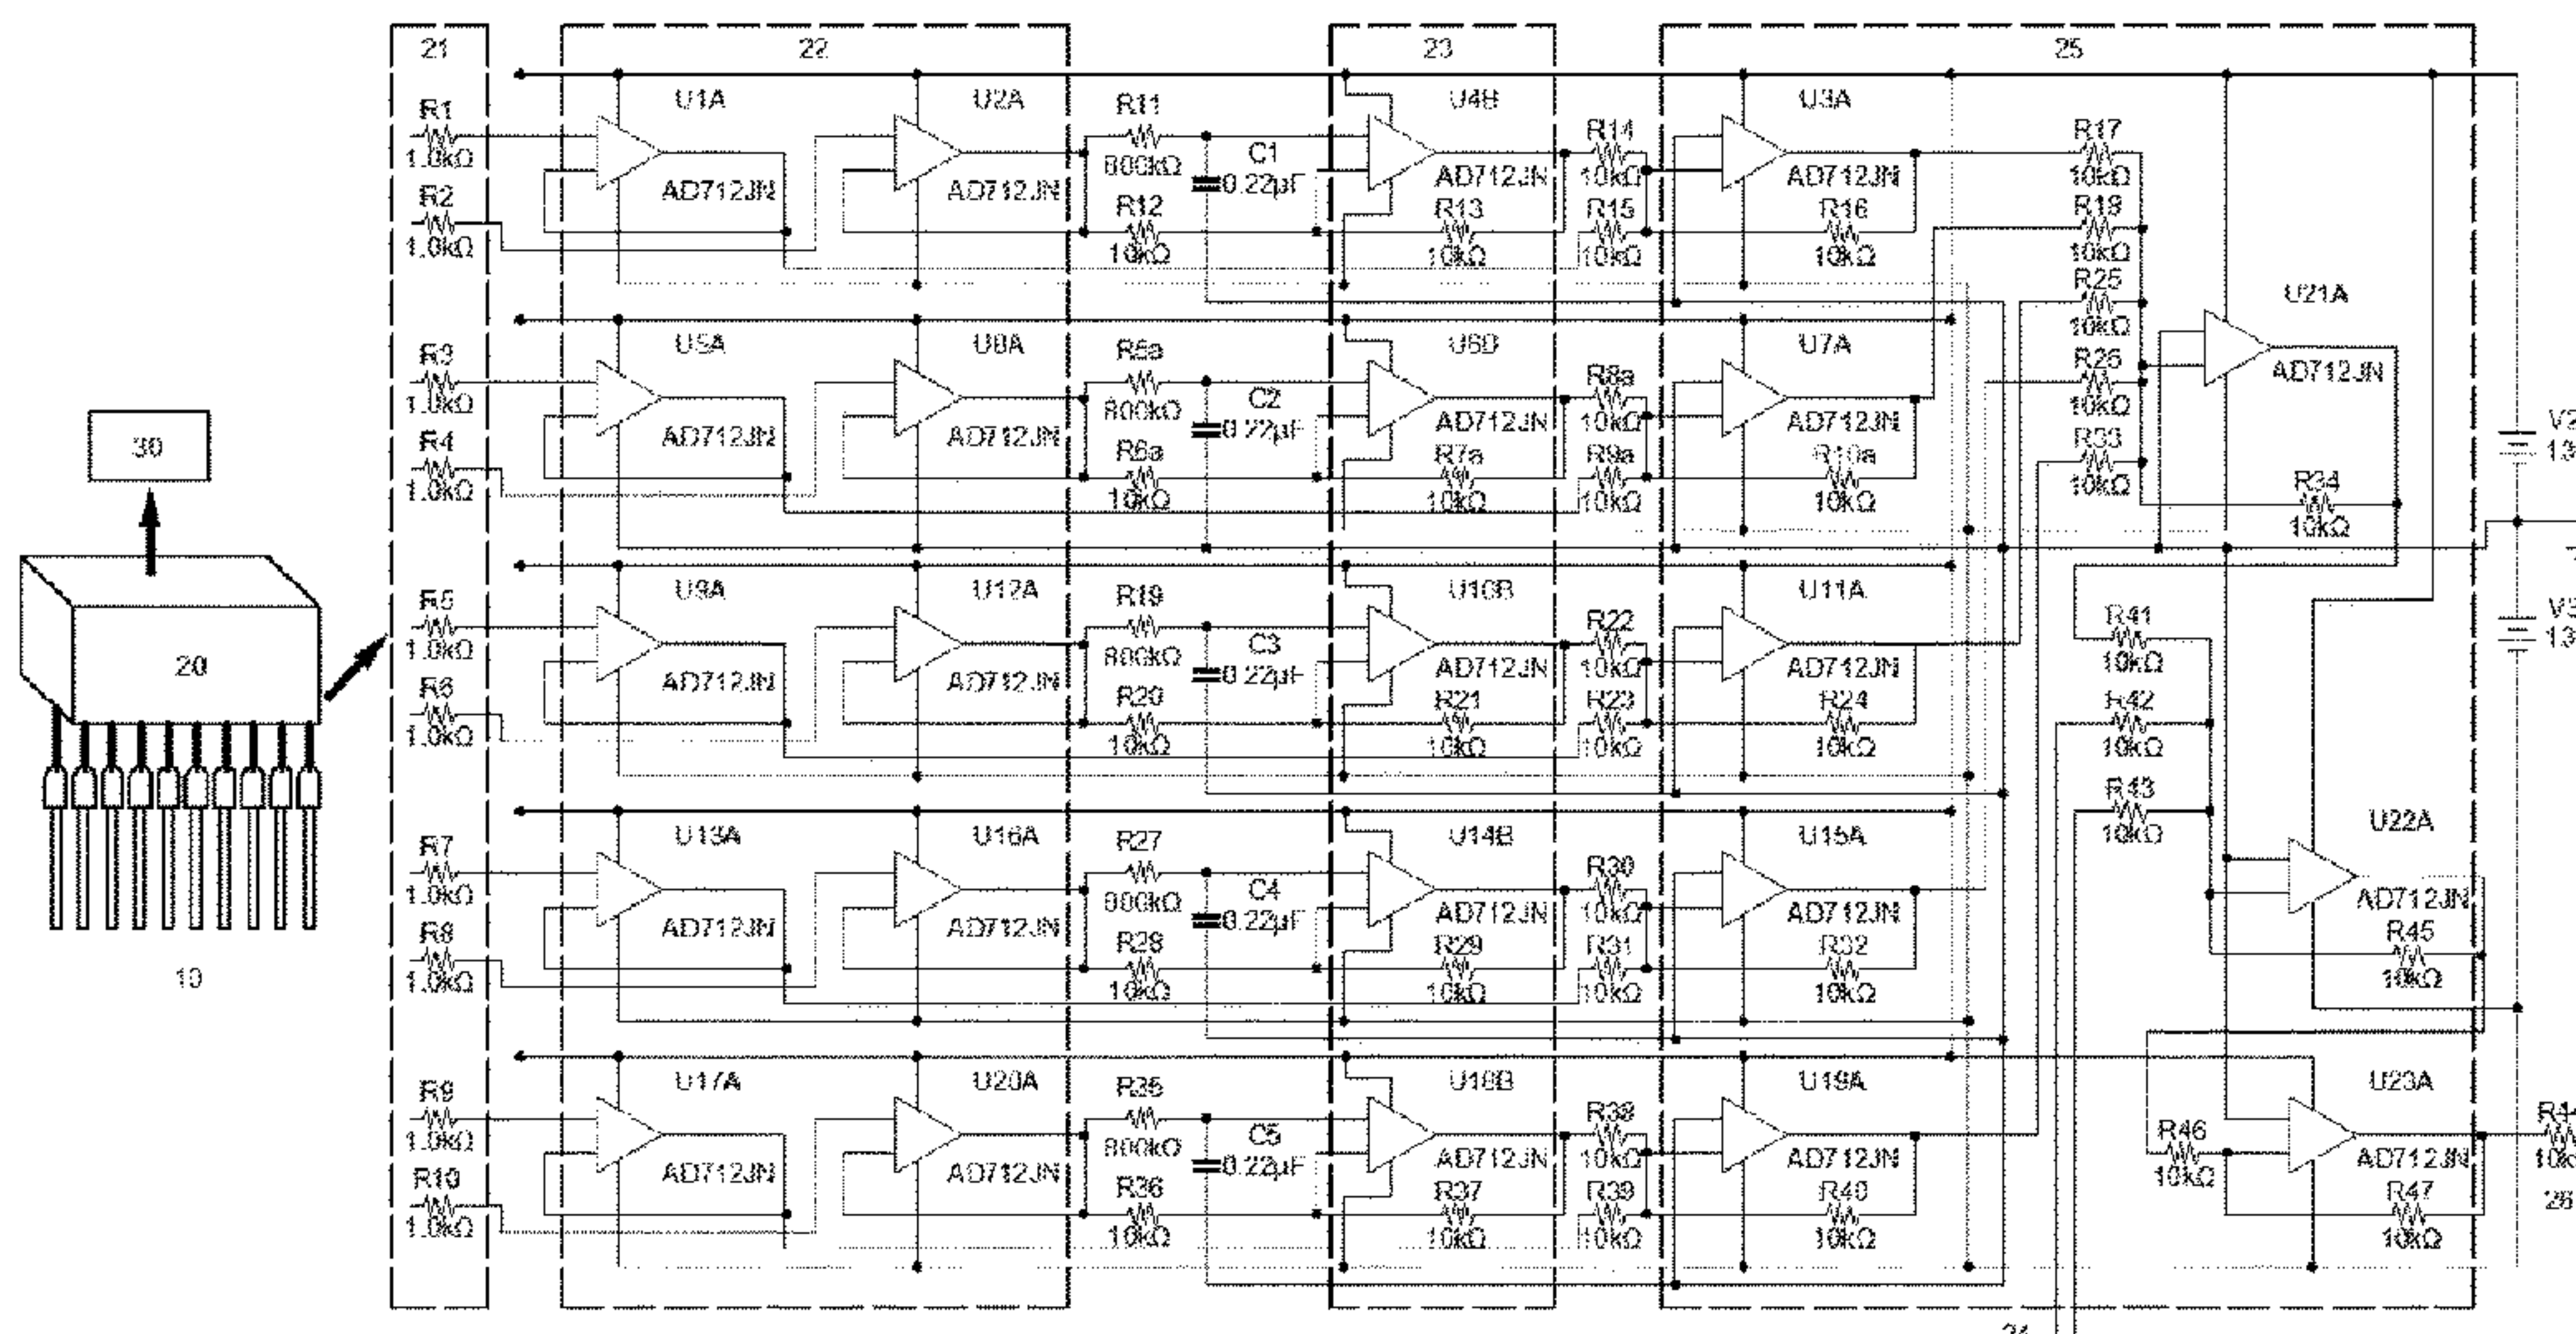 21
22
23
25
U1A
U2A
U4B
U3A
R1
1.0kΩ
R11
800kΩ
C1
0.22µF
R14
10kΩ
R17
10kΩ
AD712JN
AD712JN
AD712JN
AD712JN
R2
1.0kΩ
R12
10kΩ
R13
10kΩ
R15
10kΩ
R16
10kΩ
10kΩ
R25
10kΩ
U21A
AD712JN
U5A
U7A
R3
1.0kΩ
R5a
800kΩ
C2
0.22µF
R8a
10kΩ
R26
10kΩ
AD712JN
AD712JN
AD712JN
AD712JN
R4
1.0kΩ
R6a
10kΩ
R7a
10kΩ
R9a
10kΩ
R10a
10kΩ
R33
10kΩ
R34
10kΩ
V2
13
30
20
10
U9A
U12A
U10B
U11A
R5
1.0kΩ
R19
800kΩ
C3
0.22µF
R22
10kΩ
R41
10kΩ
V3
13
AD712JN
AD712JN
AD712JN
AD712JN
R6
1.0kΩ
R20
10kΩ
R21
10kΩ
R23
10kΩ
R24
10kΩ
R42
10kΩ
R43
10kΩ
U13A
U16A
U14B
U15A
U22A
R7
1.0kΩ
R27
800kΩ
C4
0.22µF
R30
10kΩ
AD712JN
AD712JN
AD712JN
AD712JN
AD712JN
R8
1.0kΩ
R28
10kΩ
R29
10kΩ
R31
10kΩ
R32
10kΩ
R45
10kΩ
U17A
U20A
U18B
U19A
U23A
R9
1.0kΩ
R35
800kΩ
C5
0.22µF
R38
10kΩ
R46
10kΩ
AD712JN
AD712JN
AD712JN
AD712JN
AD712JN
R10
1.0kΩ
R36
10kΩ
R37
10kΩ
R39
10kΩ
R40
10kΩ
R47
10kΩ
26